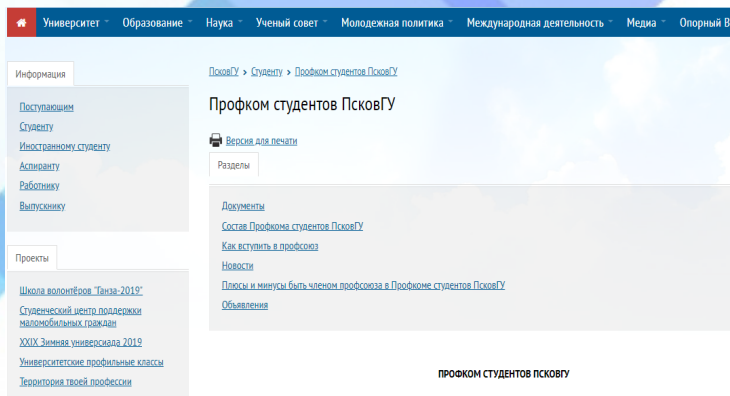 Университет Образование Наука Ученый совет Молодежная политика Международная деятельность Медиа Опорный В
Информация
Поступающим
Студенту
Иностранному студенту
Аспиранту
Работнику
Выпускнику
Проекты
Школа волонтёров "Ганза-2019"
Студенческий центр поддержки
маломобильных граждан
XXIX Зимняя универсиада 2019
Университетские профильные классы
Территория твоей профессии
ПсковГУ > Студенту > Профком студентов ПсковГУ
Профком студентов ПсковГУ
Версия для печати
Разделы
Документы
Состав Профкома студентов ПсковГУ
Как вступить в профсоюз
Новости
Плюсы и минусы быть членом профсоюза в Профкоме студентов ПсковГУ
Объявления
ПРОФКОМ СТУДЕНТОВ ПСКОВГУ